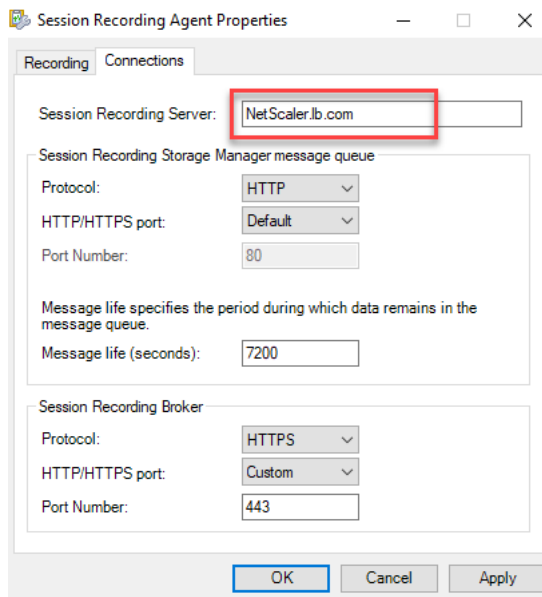 Session Recording Agent Properties
Recording
Connections
Session Recording Server: NetScaler.lb.com
Session Recording Storage Manager message queue
Protocol: HTTP
HTTP/HTTPS port: Default
Port Number: 80
Message life specifies the period during which data remains in the
message queue.
Message life (seconds): 7200
Session Recording Broker
Protocol: HTTPS
HTTP/HTTPS port: Custom
Port Number: 443
OK Cancel Apply